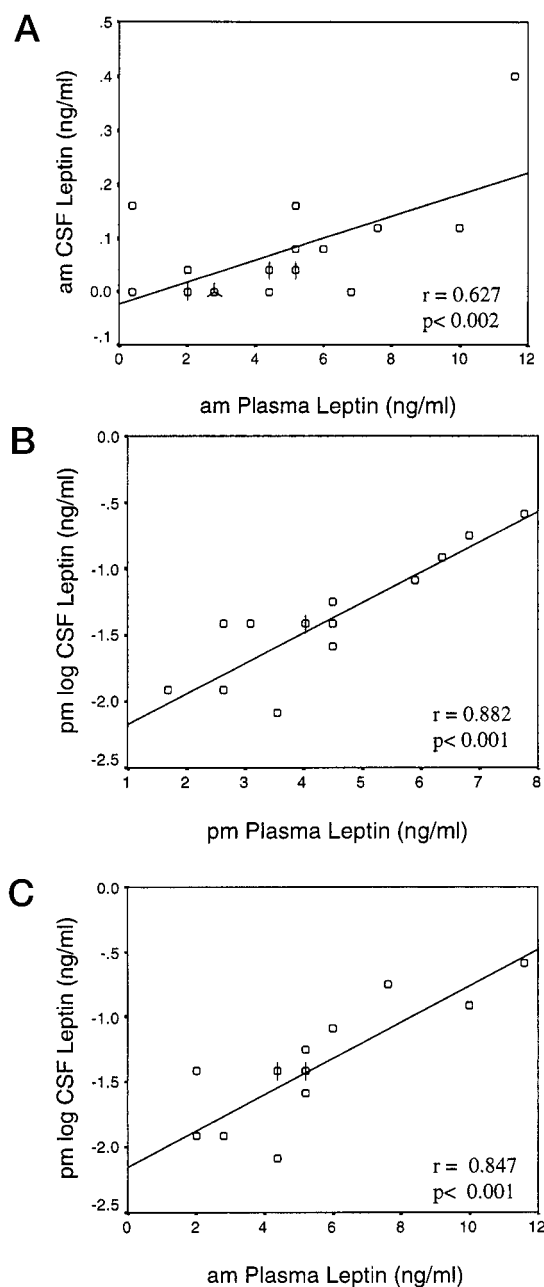 A
am CSF Leptin (ng/ml)
.5
.4
.3
.2
.1
0.0
-.1
0 2 4 6 8 10 12
r = 0.627
p< 0.002
am Plasma Leptin (ng/ml)
B
pm log CSF Leptin (ng/ml)
0.0
-.5
-1.0
-1.5
-2.0
-2.5
1 2 3 4 5 6 7 8
r = 0.882
p< 0.001
pm Plasma Leptin (ng/ml)
C
pm log CSF Leptin (ng/ml)
0.0
-.5
-1.0
-1.5
-2.0
-2.5
0 2 4 6 8 10 12
r = 0.847
p< 0.001
am Plasma Leptin (ng/ml)